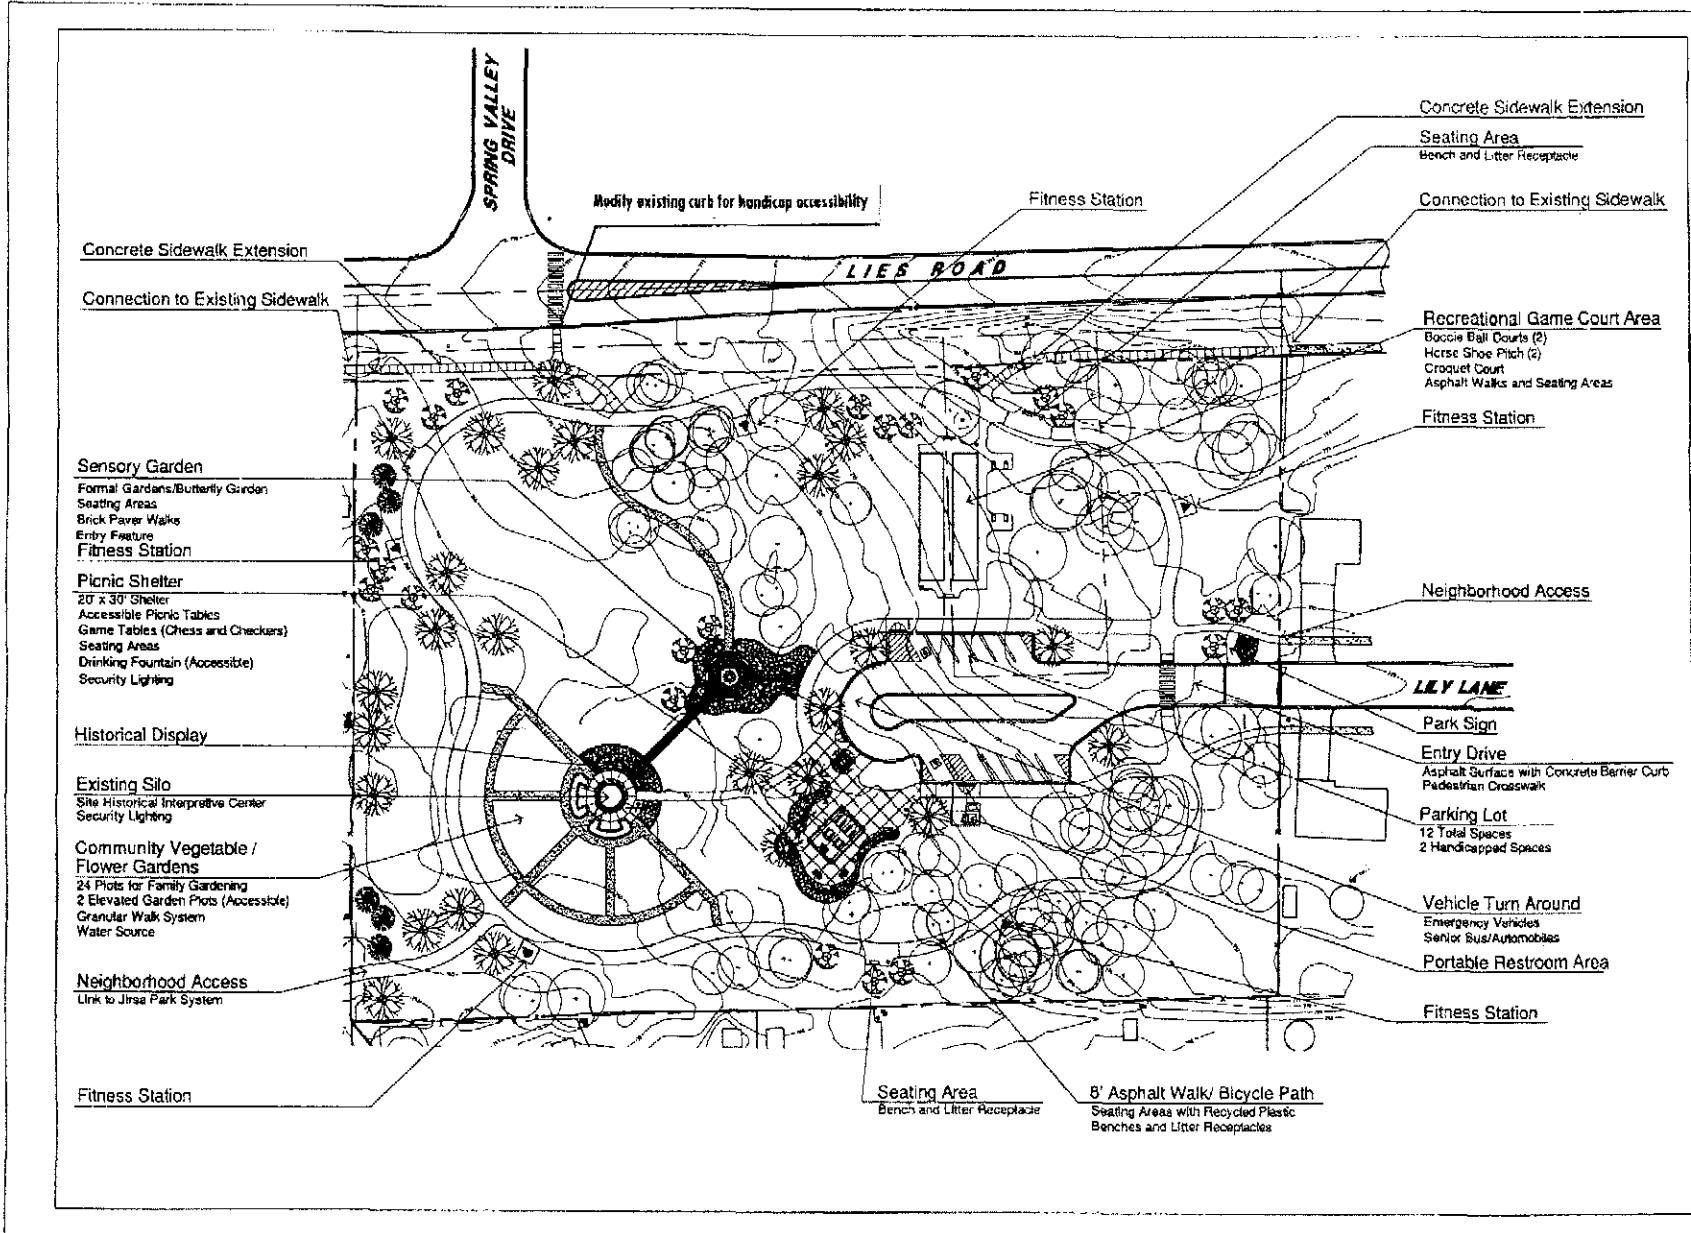 SPRING VALLEY
DRIVE
Modify existing curb for handicap accessibility
LIES ROAD
LILY LANE
Concrete Sidewalk Extension
Connection to Existing Sidewalk
Sensory Garden
Formal Gardens/Butterfly Garden
Seating Areas
Brick Paver Walks
Entry Feature
Fitness Station
Picnic Shelter
20' x 30' Shelter
Accessible Picnic Tables
Game Tables (Chess and Checkers)
Seating Areas
Drinking Fountain (Accessible)
Security Lighting
Historical Display
Existing Silo
Site Historical Interpretive Center
Security Lighting
Community Vegetable /
Flower Gardens
24 Plots for Family Gardening
2 Elevated Garden Plots (Accessible)
Granular Walk System
Water Source
Neighborhood Access
Link to Jirsa Park System
Fitness Station
Fitness Station
Concrete Sidewalk Extension
Seating Area
Bench and Litter Receptacle
Connection to Existing Sidewalk
Recreational Game Court Area
Boccie Ball Courts (2)
Horse Shoe Pitch (2)
Croquet Court
Asphalt Walks and Seating Areas
Fitness Station
Neighborhood Access
Park Sign
Entry Drive
Asphalt Surface with Concrete Barrier Curb
Pedestrian Crosswalk
Parking Lot
12 Total Spaces
2 Handicapped Spaces
Vehicle Turn Around
Emergency Vehicles
Senior Bus/Automobiles
Portable Restroom Area
Fitness Station
Seating Area
Bench and Litter Receptacle
8' Asphalt Walk/ Bicycle Path
Seating Areas with Recycled Plastic
Benches and Litter Receptacles